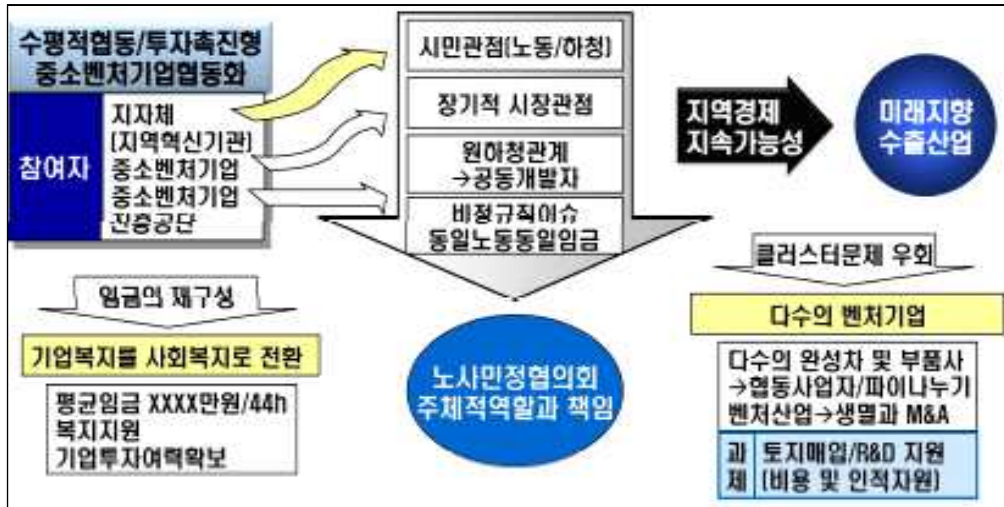 수평적협동/투자촉진형
중소벤처기업협동화
참여자
지자체
[지역혁신기관]
중소벤처기업
중소벤처기업
진흥공단
시민관점(노동/하청]
장기적 시장관점
원하청관계
→공동개발자
비정규직이슈
동일노동동일임금
지역경제
지속가능성
미래지향
수출산업
임금의 재구성
기업복지를 사회복지로 전환
평균임금 XXXX만원/44h
복지지원
기업투자여력확보
노사민정협의회
주체적역할과 책임
클러스터문제 우회
다수의 벤처기업
다수의 완성차 및 부품사
→협동사업자/파이나누기
벤처산업→생멸과 M&A
과제
토지매입/R&D 지원
(비용 및 인적자원)